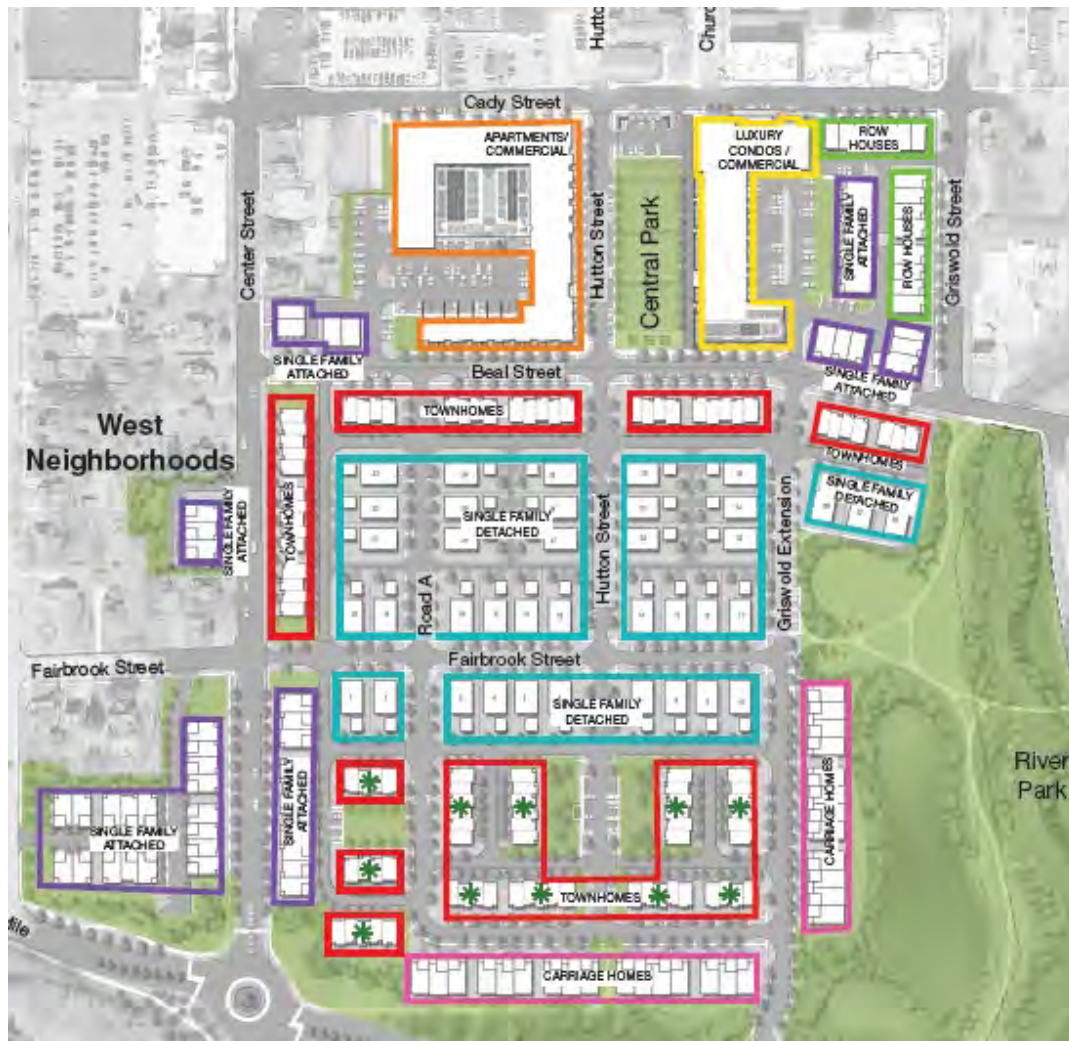 Hutton
Church
Cady Street
APARTMENTS/
COMMERCIAL
LUXURY
CONDOS /
COMMERCIAL
ROW
HOUSES
Center Street
Hutton Street
Central Park
SINGLE FAMILY
ATTACHED
ROW HOUSES
Griswold Street
SINGLE FAMILY
ATTACHED
Beal Street
SINGLE FAMILY
ATTACHED
West
Neighborhoods
TOWNHOMES
TOWNHOMES
TOWNHOMES
SINGLE FAMILY
DETACHED
SINGLE FAMILY
ATTACHED
SINGLE FAMILY
DETACHED
Road A
Hutton Street
Griswold Extension
Fairbrook Street
Fairbrook Street
SINGLE FAMILY
DETACHED
SINGLE FAMILY
ATTACHED
SINGLE FAMILY
ATTACHED
CARRIAGE HOMES
River
Park
TOWNHOMES
Mile
CARRIAGE HOMES